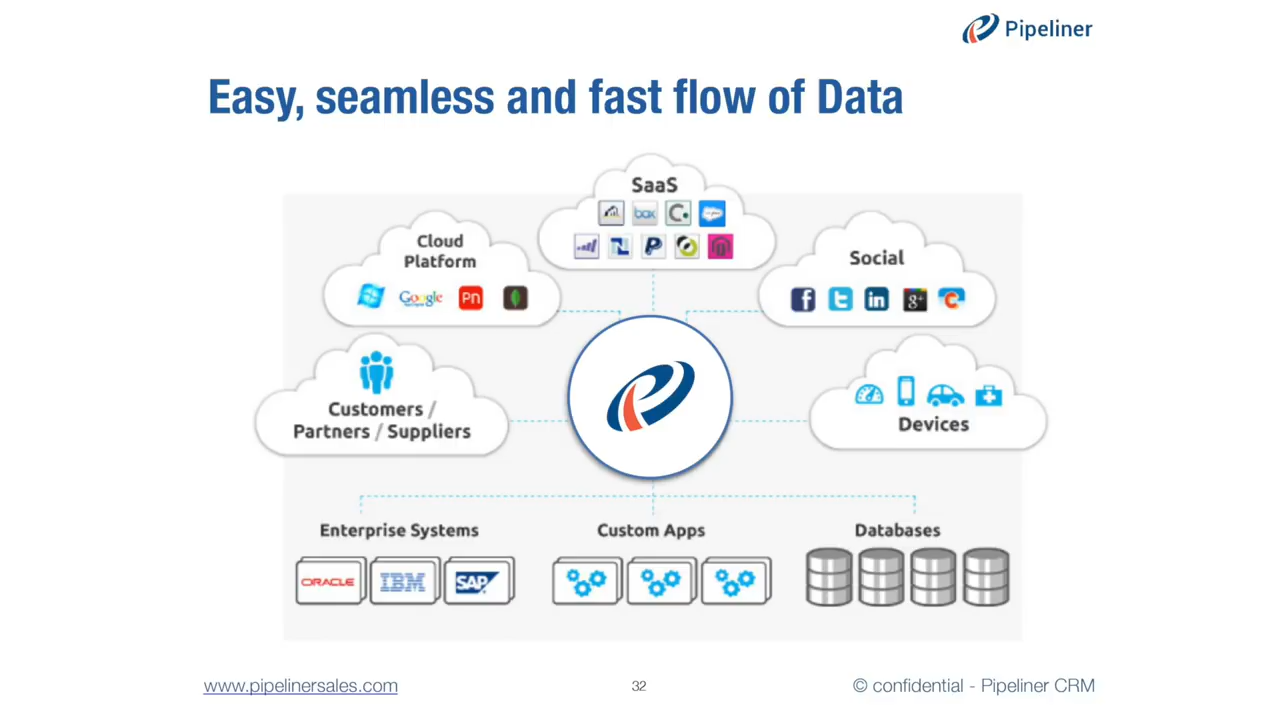 Pipeliner
Easy, seamless and fast flow of Data
SaaS
box
Cloud
Platform
Google
Pn
Social
g+
Customers /
Partners / Suppliers
Devices
Enterprise Systems
Custom Apps
Databases
ORACLE
IBM
SAP
www.pipelinersales.com
32
© confidential - Pipeliner CRM